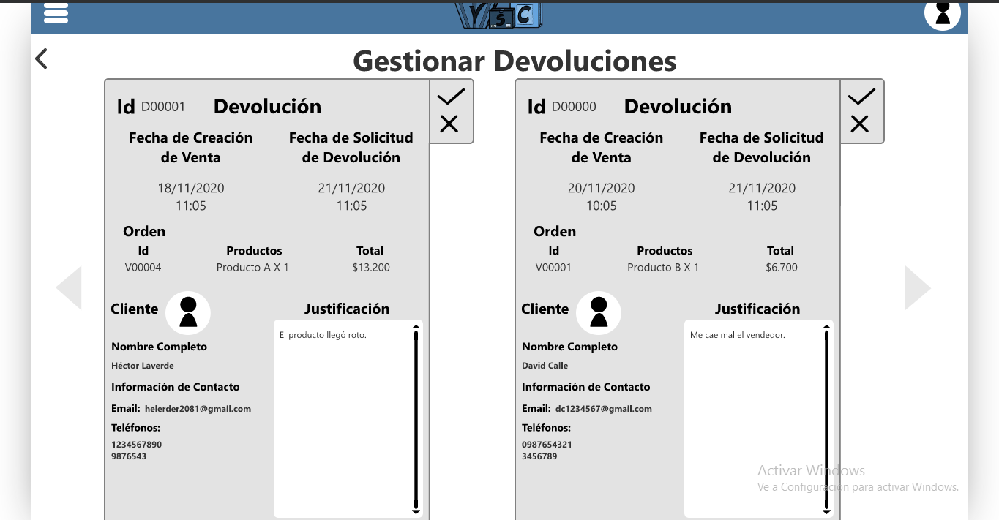 YSC
Gestionar Devoluciones
Id D00001 Devolución
Fecha de Creación
de Venta
Fecha de Solicitud
de Devolución
18/11/2020
11:05
21/11/2020
11:05
Orden
Id Productos Total
V00004 Producto A X 1 $13.200
Cliente
Justificación
El producto llegó roto.
Nombre Completo
Héctor Laverde
Información de Contacto
Email: helerder2081@gmail.com
Teléfonos:
1234567890
9876543
Id D00000 Devolución
Fecha de Creación
de Venta
Fecha de Solicitud
de Devolución
20/11/2020
10:05
21/11/2020
11:05
Orden
Id Productos Total
V00001 Producto B X 1 $6.700
Cliente
Justificación
Me cae mal el vendedor.
Nombre Completo
David Calle
Información de Contacto
Email: dc1234567@gmail.com
Teléfonos:
0987654321
3456789
Activar Windows
Ve a Configuración para activar Windows.